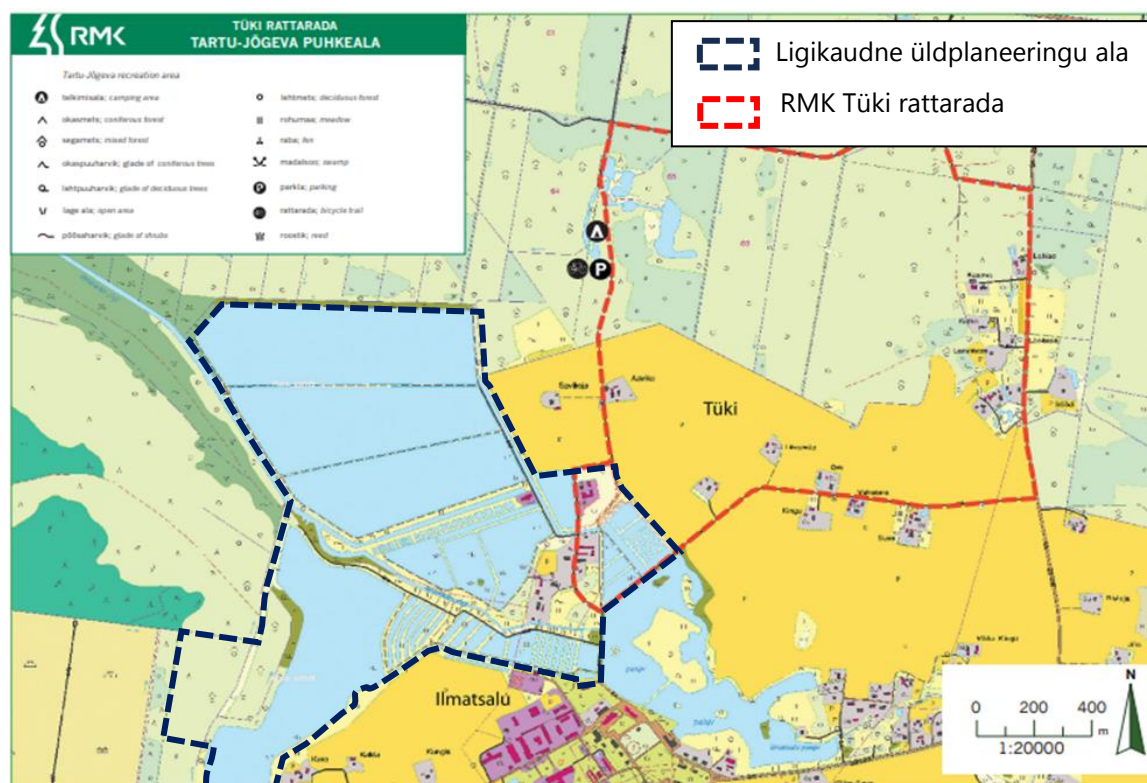 RMK
TÜKI RATTARADA
TARTU-JÕGEVA PUHKEALA
Tartu-Jõgeva recreation area
telkimisala; camping area
okasmets; coniferous forest
segamets; mixed forest
okaspuuharvik; glade of coniferous trees
lehtpuuharvik; glade of deciduous trees
lage ala; open area
põõsaharvik; glade of shrubs
lehtmets; deciduous forest
rohumaa; meadow
raba; fen
madalsoo; swamp
parkla; parking
rattarada; bicycle trail
roostik; reed
Ligikaudne üldplaneeringu ala
RMK Tüki rattarada
P
Saviku
Tüki
Kingu
Ilmatsalu
N
0 200 400
m
1:20000